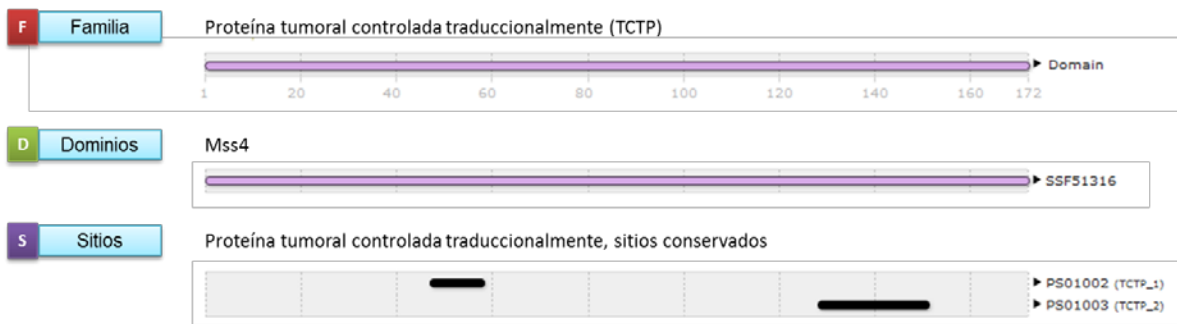 F Familia Proteína tumoral controlada traduccionalmente (TCTP)
Domain
1 20 40 60 80 100 120 140 160 172
D Dominios Mss4
SSF51316
S Sitios Proteína tumoral controlada traduccionalmente, sitios conservados
PS01002 (TCTP_1)
PS01003 (TCTP_2)